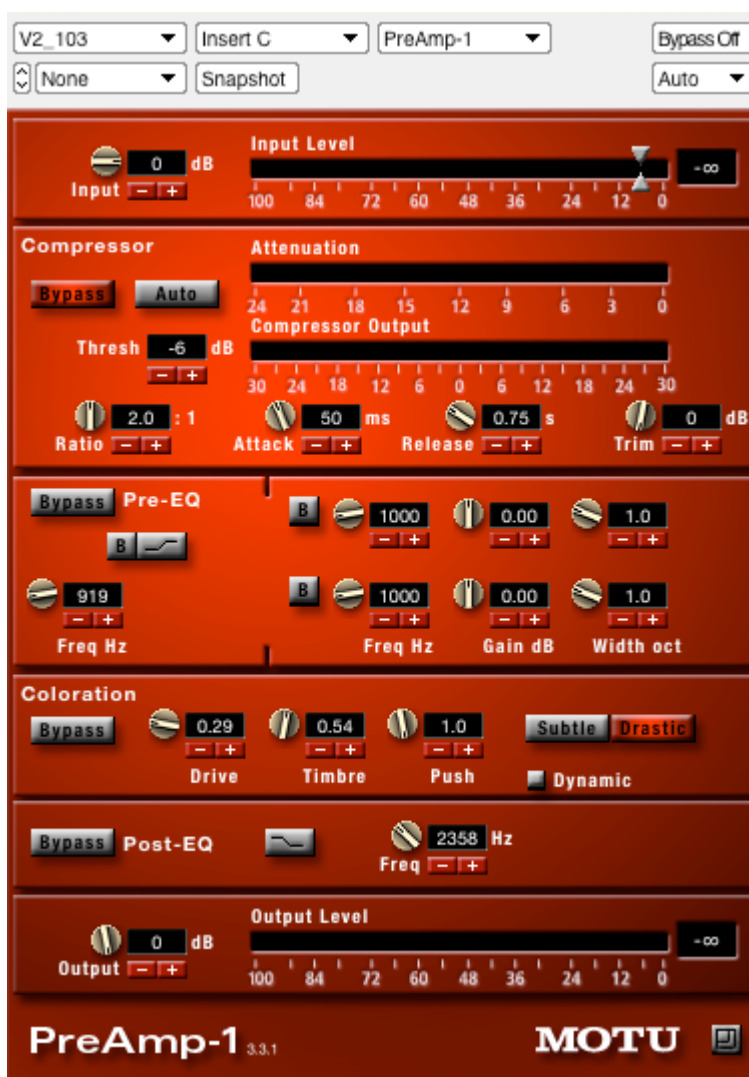 V2_103 Insert C PreAmp-1 Bypass Off
None Snapshot Auto
Input Level
0 dB -∞
Input - +
100 84 72 60 48 36 24 12 0
Compressor Attenuation
Bypass Auto
24 21 18 15 12 9 6 3 0
Compressor Output
Thresh -6 dB
- +
30 24 18 12 6 0 6 12 18 24 30
2.0 : 1 50 ms 0.75 s 0 dB
Ratio - + Attack - + Release - + Trim - +
Bypass Pre-EQ B 1000 0.00 1.0
- + - + - +
B
919 B 1000 0.00 1.0
- + - + - + - +
Freq Hz Freq Hz Gain dB Width oct
Coloration
Bypass 0.29 0.54 1.0 Subtle Drastic
- + - + - +
Drive Timbre Push Dynamic
Bypass Post-EQ 2358 Hz
Freq - +
Output Level
0 dB -∞
Output - +
100 84 72 60 48 36 24 12 0
PreAmp-1 3.3.1 MOTU